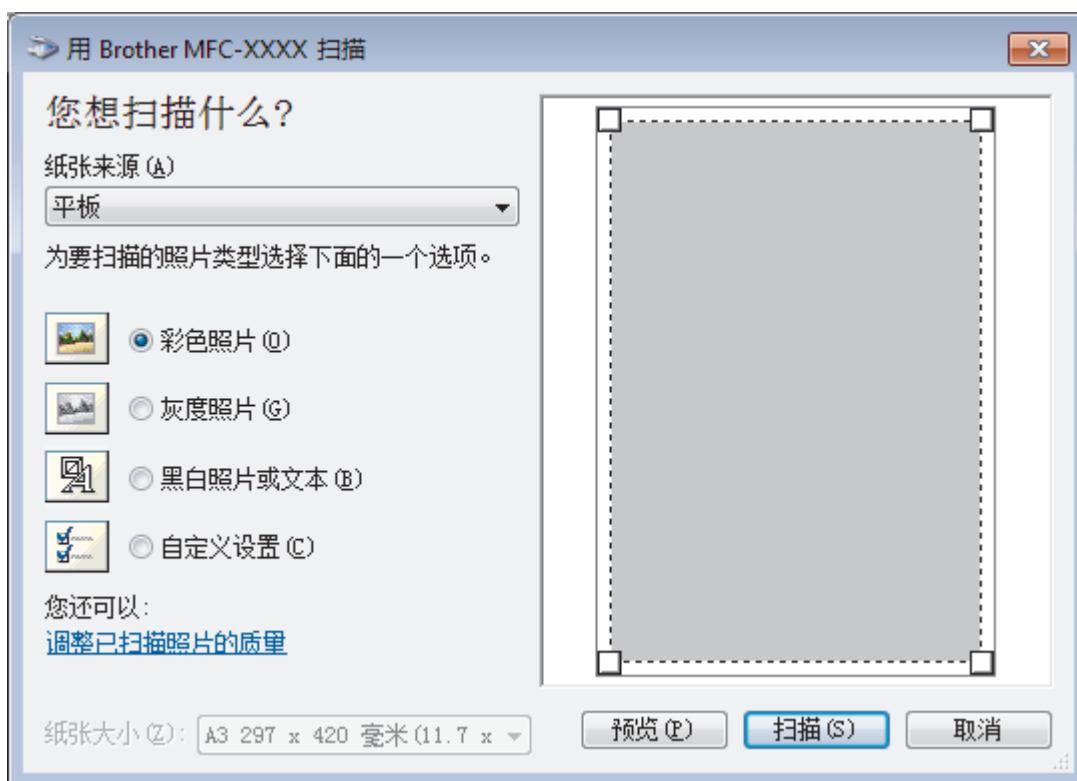 用 Brother MFC-XXXX 扫描
您想扫描什么?
纸张来源(A)
平板
为要扫描的照片类型选择下面的一个选项。
彩色照片(O)
灰度照片(G)
黑白照片或文本(B)
自定义设置(C)
您还可以:
调整已扫描照片的质量
纸张大小(Z): A3 297 x 420 毫米(11.7 x
预览(P) 扫描(S) 取消